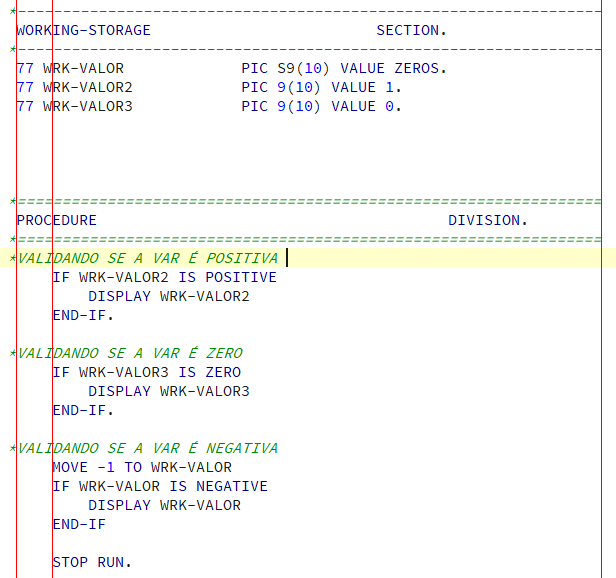 *-----------------------------------------------------------------
WORKING-STORAGE                         SECTION.
*-----------------------------------------------------------------
77 WRK-VALOR             PIC S9(10) VALUE ZEROS.
77 WRK-VALOR2            PIC 9(10) VALUE 1.
77 WRK-VALOR3            PIC 9(10) VALUE 0.
*=================================================================
PROCEDURE                                       DIVISION.
*=================================================================
*VALIDANDO SE A VAR É POSITIVA
    IF WRK-VALOR2 IS POSITIVE
        DISPLAY WRK-VALOR2
    END-IF.
*VALIDANDO SE A VAR É ZERO
    IF WRK-VALOR3 IS ZERO
        DISPLAY WRK-VALOR3
    END-IF.
*VALIDANDO SE A VAR É NEGATIVA
    MOVE -1 TO WRK-VALOR
    IF WRK-VALOR IS NEGATIVE
        DISPLAY WRK-VALOR
    END-IF
    STOP RUN.